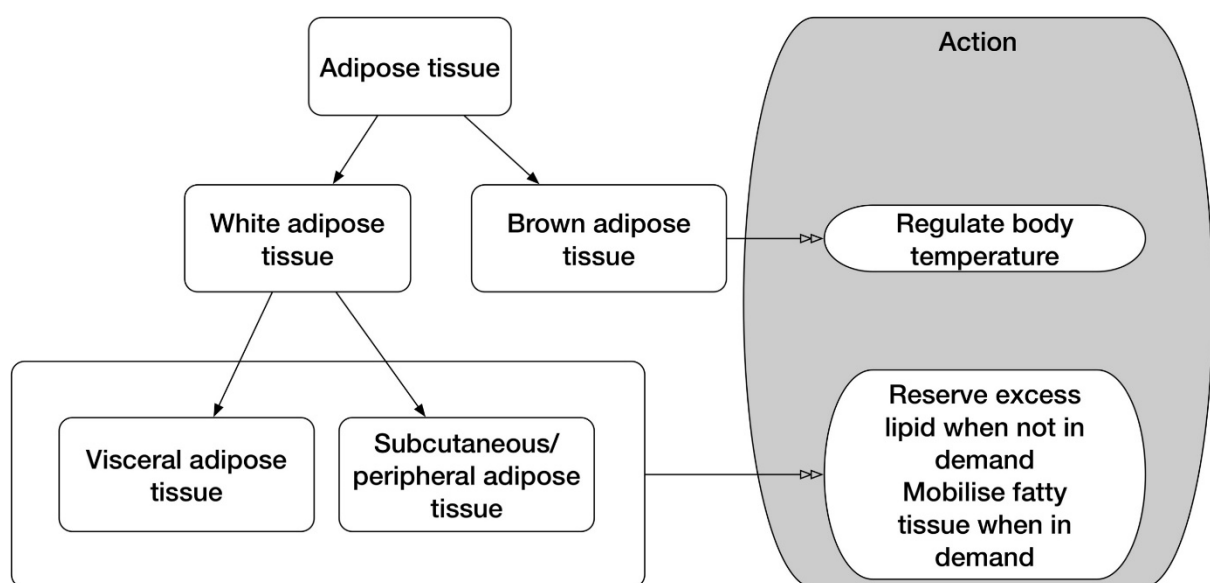 Adipose tissue
Action
White adipose
tissue
Brown adipose
tissue
Regulate body
temperature
Visceral adipose
tissue
Subcutaneous/
peripheral adipose
tissue
Reserve excess
lipid when not in
demand
Mobilise fatty
tissue when in
demand